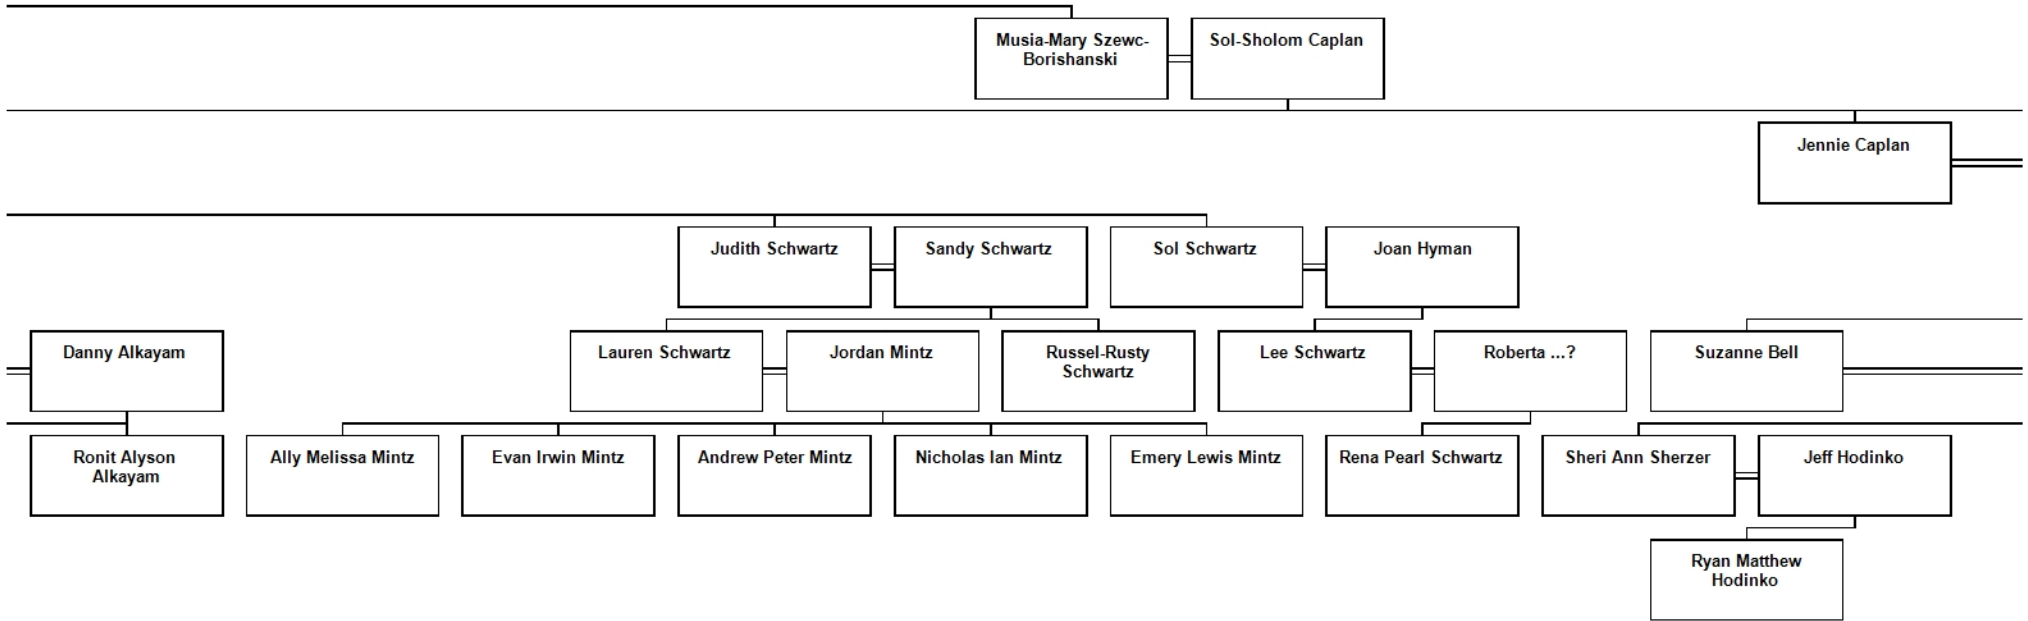 Musia-Mary Szewc-
Borishanski
Sol-Sholom Caplan
Jennie Caplan
Judith Schwartz
Sandy Schwartz
Sol Schwartz
Joan Hyman
Danny Alkayam
Lauren Schwartz
Jordan Mintz
Russel-Rusty
Schwartz
Lee Schwartz
Roberta ...?
Suzanne Bell
Ronit Alyson
Alkayam
Ally Melissa Mintz
Evan Irwin Mintz
Andrew Peter Mintz
Nicholas Ian Mintz
Emery Lewis Mintz
Rena Pearl Schwartz
Sheri Ann Sherzer
Jeff Hodinko
Ryan Matthew
Hodinko